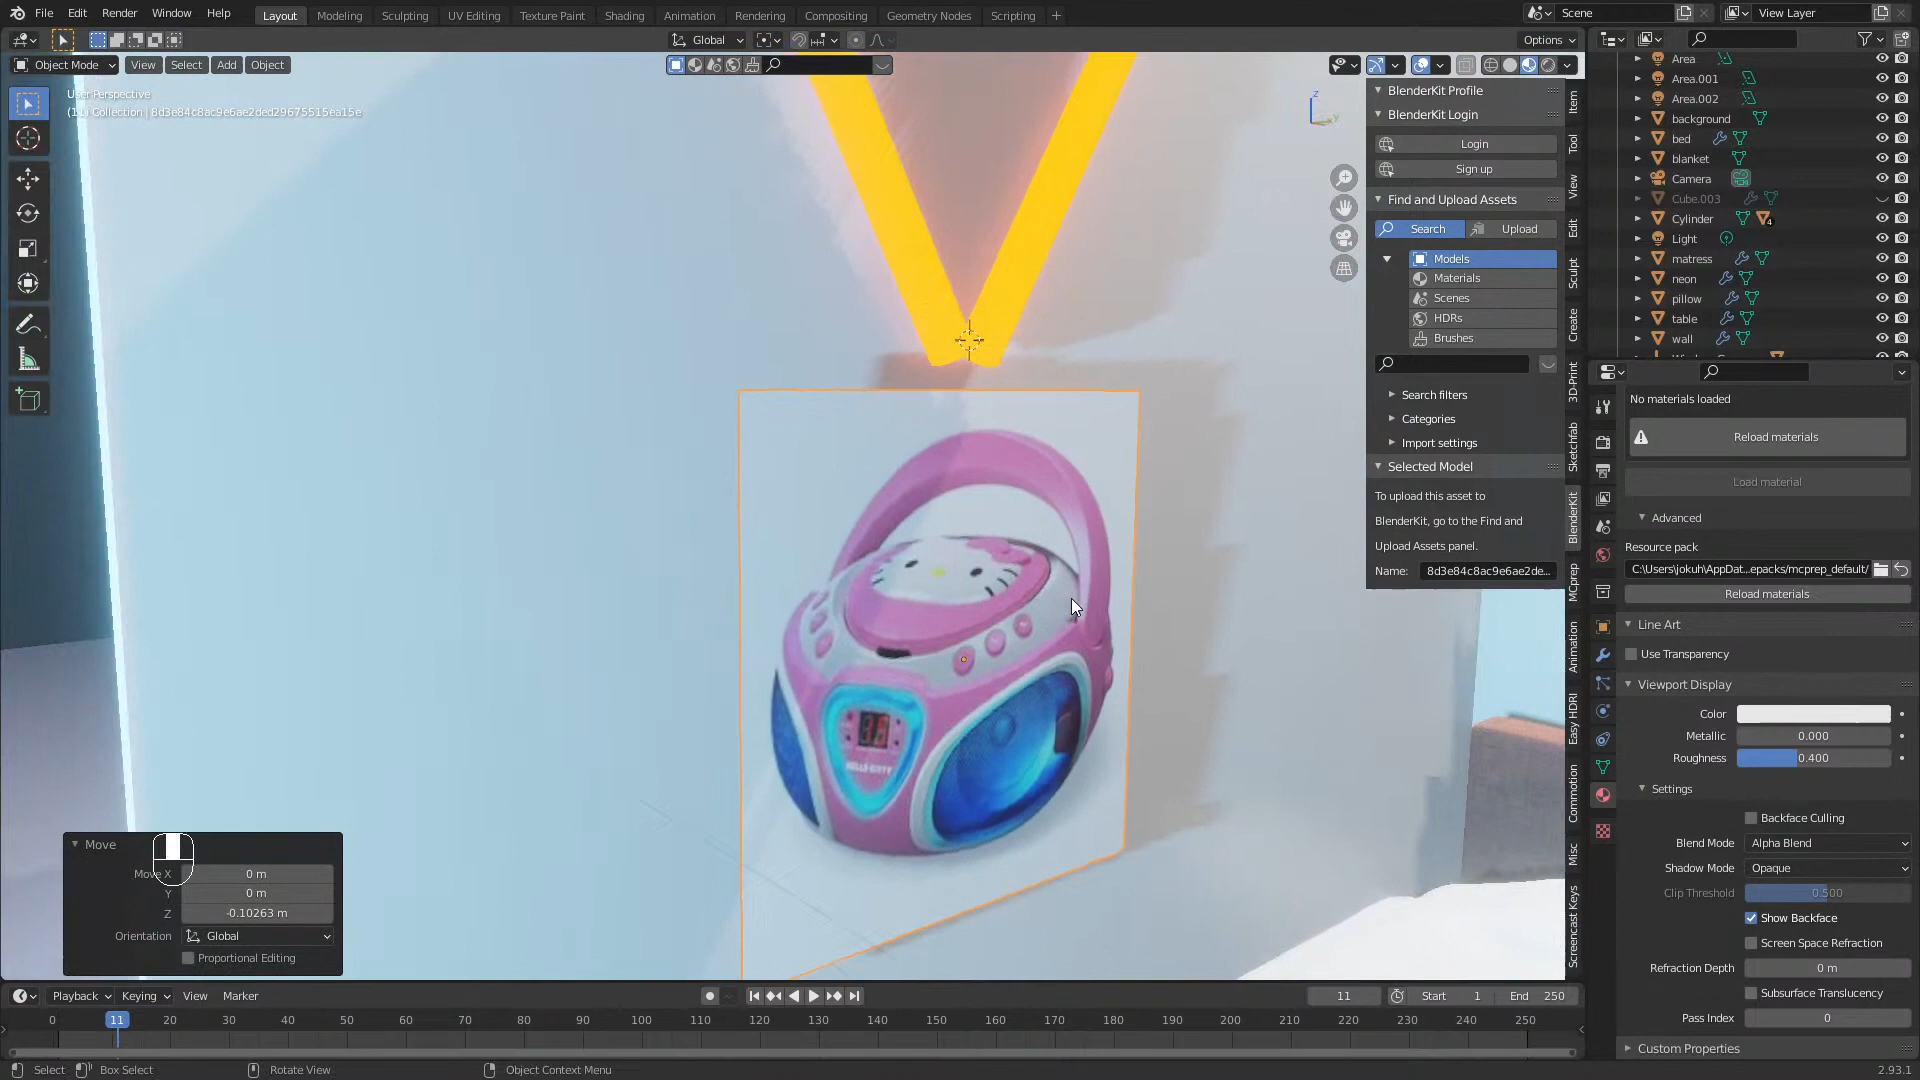 File Edit Render Window Help
Layout Modeling Sculpting UV Editing Texture Paint Shading Animation Rendering Compositing Geometry Nodes Scripting +
Scene
View Layer
Global
Options
Object Mode View Select Add Object
User Perspective
(11) Collection | 8d3e84c8ac9e6ae2ded29675515ea15e
Z
BlenderKit Profile
BlenderKit Login
Login
Sign up
Find and Upload Assets
Search Upload
Models
Materials
Scenes
HDRs
Brushes
Search filters
Categories
Import settings
Selected Model
To upload this asset to
BlenderKit, go to the Find and
Upload Assets panel.
Name: 8d3e84c8ac9e6ae2de...
Item
Tool
View
Edit
Sculpt
Create
3D-Print
Sketchfab
BlenderKit
MCprep
Animation
Easy HDRI
Commotion
Misc
Screencast Keys
Area
Area.001
Area.002
background
bed
blanket
Camera
Cube.003
Cylinder 4
Light
matress
neon
pillow
table
wall
No materials loaded
Reload materials
Load material
Advanced
Resource pack
C:\Users\jokuh\AppDat...epacks/mcprep_default/
Reload materials
Line Art
Use Transparency
Viewport Display
Color
Metallic 0.000
Roughness 0.400
Settings
Backface Culling
Blend Mode Alpha Blend
Shadow Mode Opaque
Clip Threshold 0.500
Show Backface
Screen Space Refraction
Refraction Depth 0 m
Subsurface Translucency
Pass Index 0
Custom Properties
HELLO KITTY
Move
Move X 0 m
Y 0 m
Z -0.10263 m
Orientation Global
Proportional Editing
Playback Keying View Marker
11 Start 1 End 250
0 11 20 30 40 50 60 70 80 90 100 110 120 130 140 150 160 170 180 190 200 210 220 230 240 250
Select Box Select Rotate View Object Context Menu 2.93.1